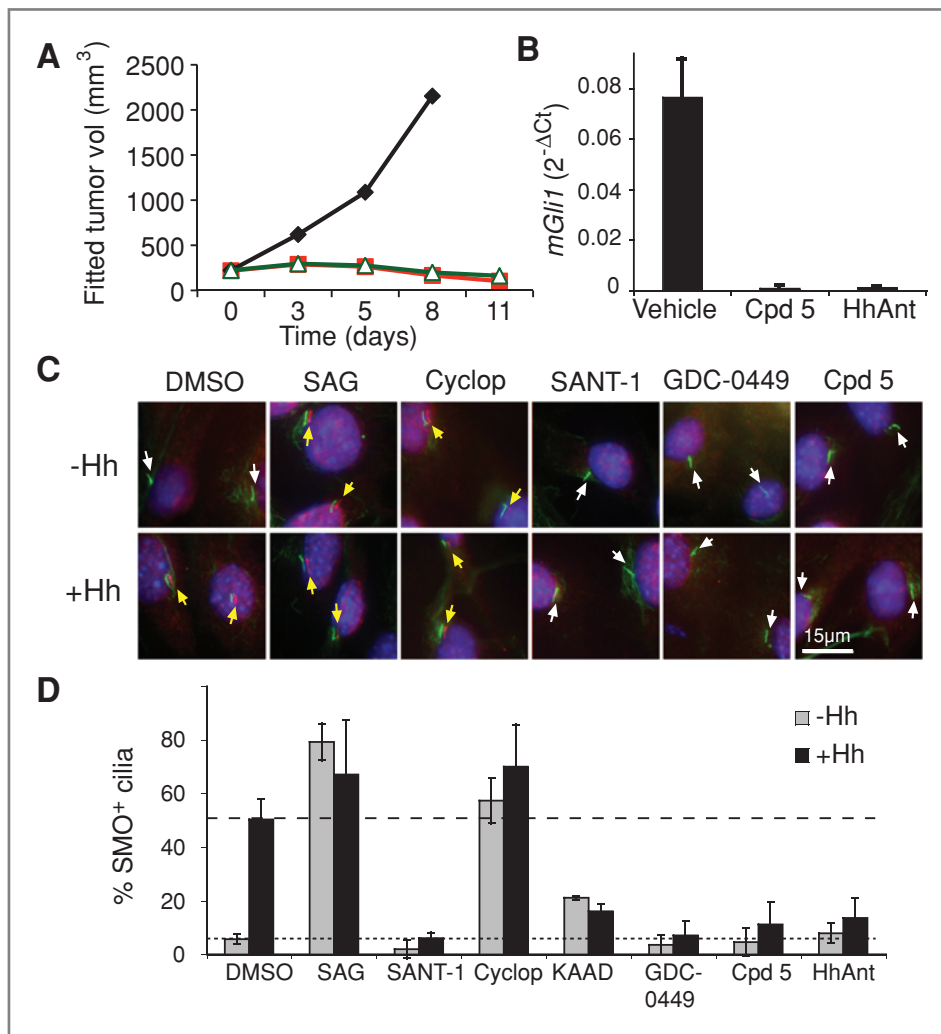 A
Fitted tumor vol (mm³)
2500
2000
1500
1000
500
0
0 3 5 8 11
Time (days)
B
mGli1 (2^-ΔCt)
0.08
0.06
0.04
0.02
0
Vehicle Cpd 5 HhAnt
C
DMSO SAG Cyclop SANT-1 GDC-0449 Cpd 5
-Hh
+Hh
15μm
D
-Hh
+Hh
% SMO⁺ cilia
80
60
40
20
0
DMSO SAG SANT-1 Cyclop KAAD GDC- Cpd 5 HhAnt
0449